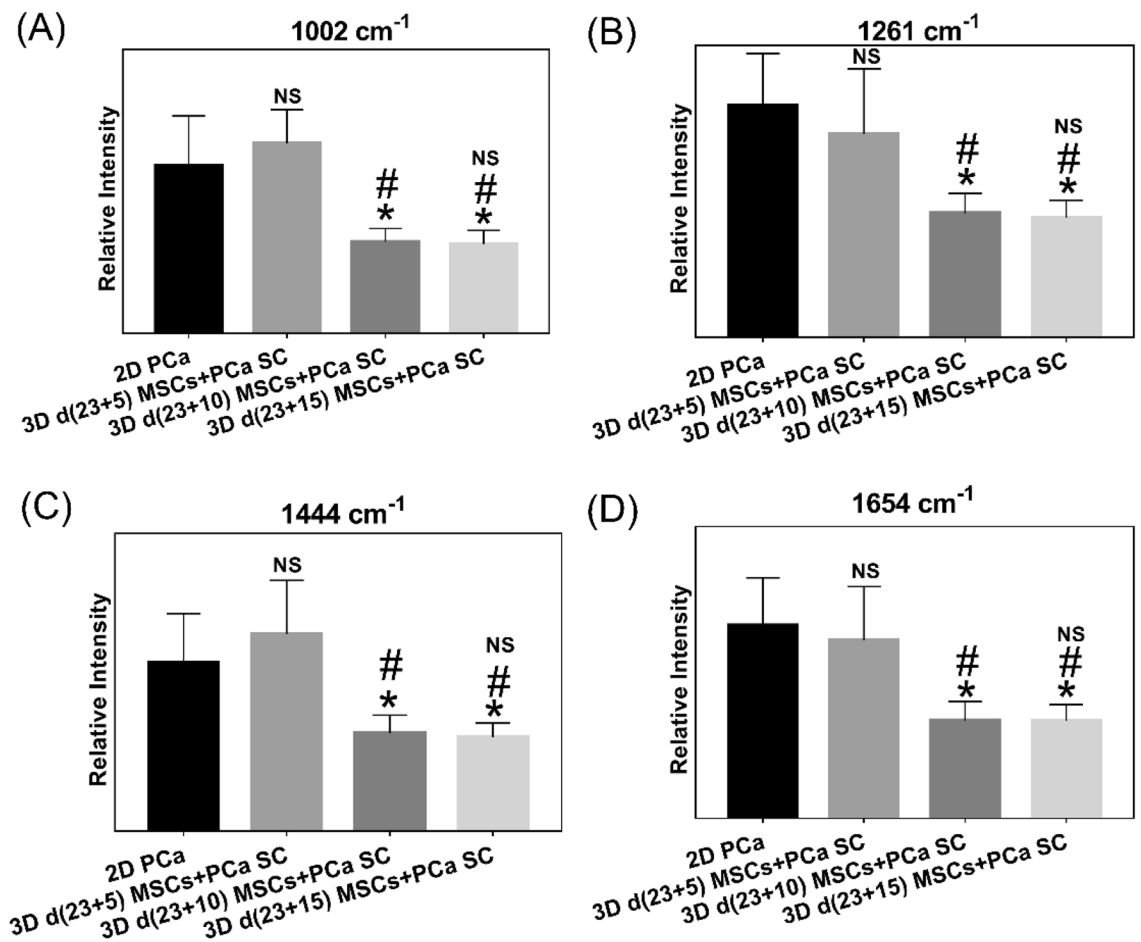 (A)
1002 cm⁻¹
Relative Intensity
NS
#
*
NS
#
*
2D PCa
3D d(23+5) MSCs+PCa SC
3D d(23+10) MSCs+PCa SC
3D d(23+15) MSCs+PCa SC
(B)
1261 cm⁻¹
Relative Intensity
NS
#
*
NS
#
*
2D PCa
3D d(23+5) MSCs+PCa SC
3D d(23+10) MSCs+PCa SC
3D d(23+15) MSCs+PCa SC
(C)
1444 cm⁻¹
Relative Intensity
NS
#
*
NS
#
*
2D PCa
3D d(23+5) MSCs+PCa SC
3D d(23+10) MSCs+PCa SC
3D d(23+15) MSCs+PCa SC
(D)
1654 cm⁻¹
Relative Intensity
NS
#
*
NS
#
*
2D PCa
3D d(23+5) MSCs+PCa SC
3D d(23+10) MSCs+PCa SC
3D d(23+15) MSCs+PCa SC